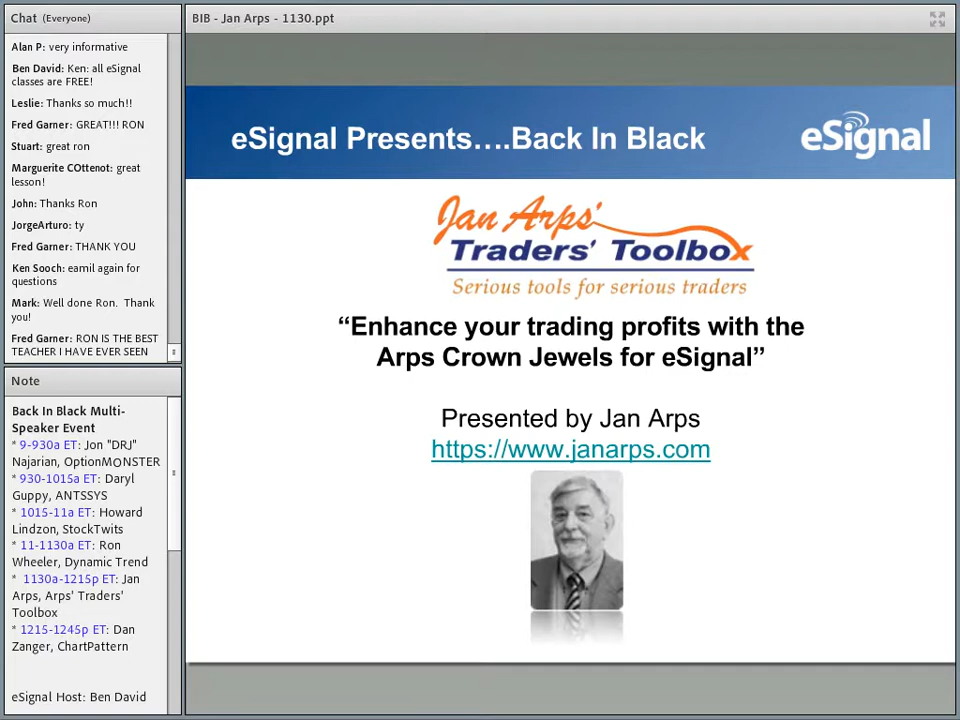 Chat (Everyone)
Alan P: very informative
Ben David: Ken: all eSignal
classes are FREE!
Leslie: Thanks so much!!
Fred Garner: GREAT!!! RON
Stuart: great ron
Marguerite COttenot: great
lesson!
John: Thanks Ron
JorgeArturo: ty
Fred Garner: THANK YOU
Ken Sooch: eamil again for
questions
Mark: Well done Ron. Thank
you!
Fred Garner: RON IS THE BEST
TEACHER I HAVE EVER SEEN
Note
Back In Black Multi-
Speaker Event
* 9-930a ET: Jon "DRJ"
Najarian, OptionMONSTER
* 930-1015a ET: Daryl
Guppy, ANTSSYS
* 1015-11a ET: Howard
Lindzon, StockTwits
* 11-1130a ET: Ron
Wheeler, Dynamic Trend
* 1130a-1215p ET: Jan
Arps, Arps' Traders'
Toolbox
* 1215-1245p ET: Dan
Zanger, ChartPattern
eSignal Host: Ben David
BIB - Jan Arps - 1130.ppt
eSignal Presents….Back In Black
eSignal
Jan Arps'
Traders' Toolbox
Serious tools for serious traders
“Enhance your trading profits with the
Arps Crown Jewels for eSignal”
Presented by Jan Arps
https://www.janarps.com